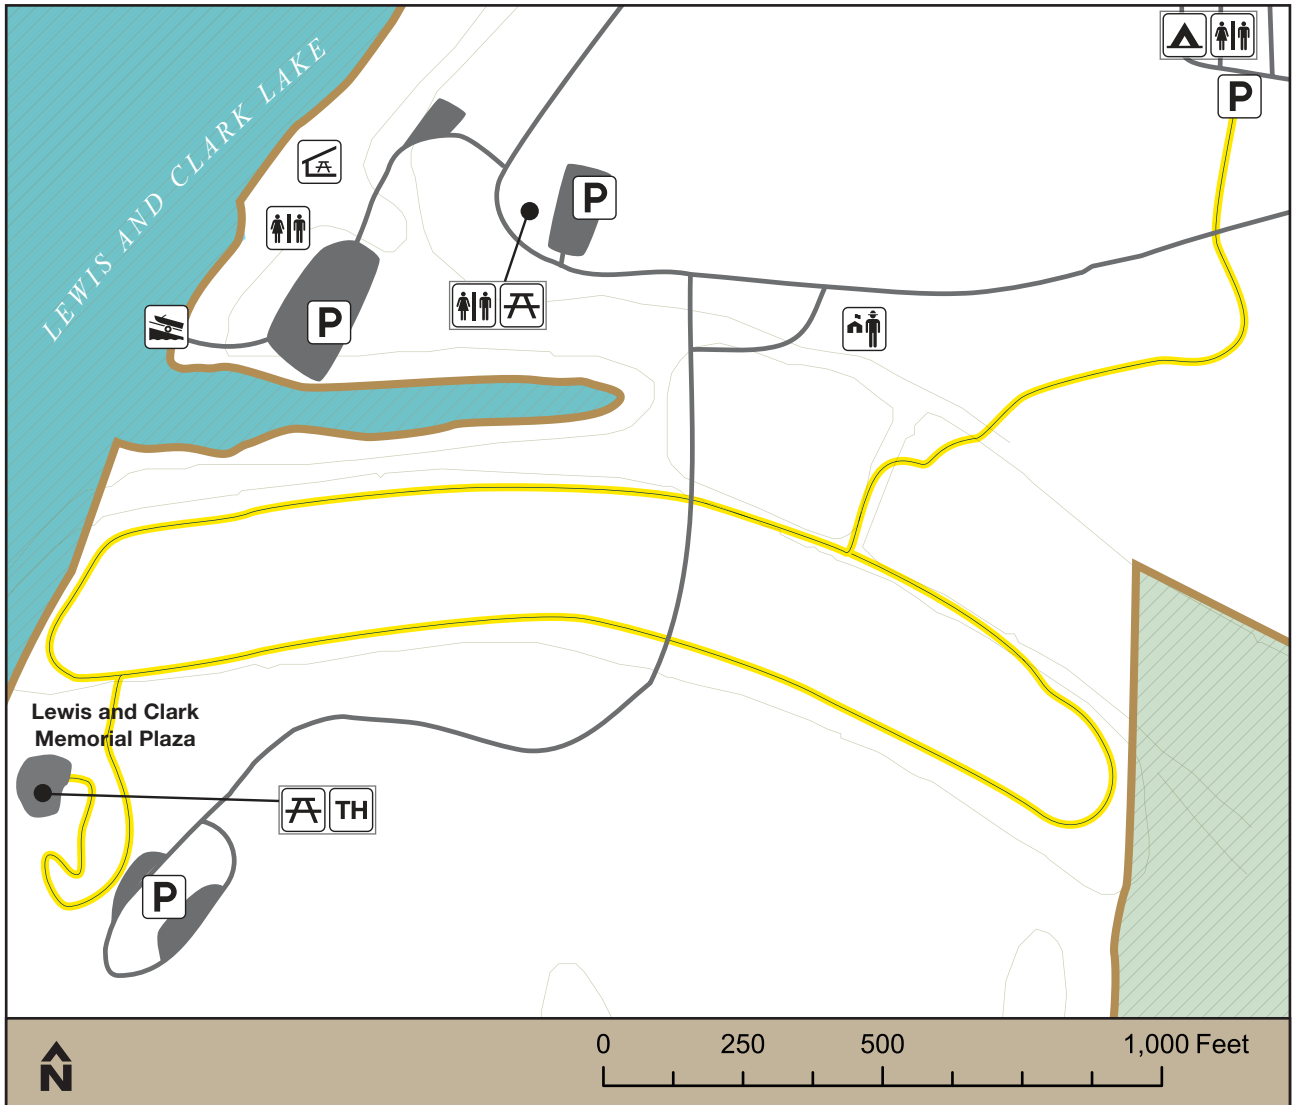 LEWIS AND CLARK LAKE
P
P
P
Lewis and Clark
Memorial Plaza
TH
P
N
0 250 500 1,000 Feet